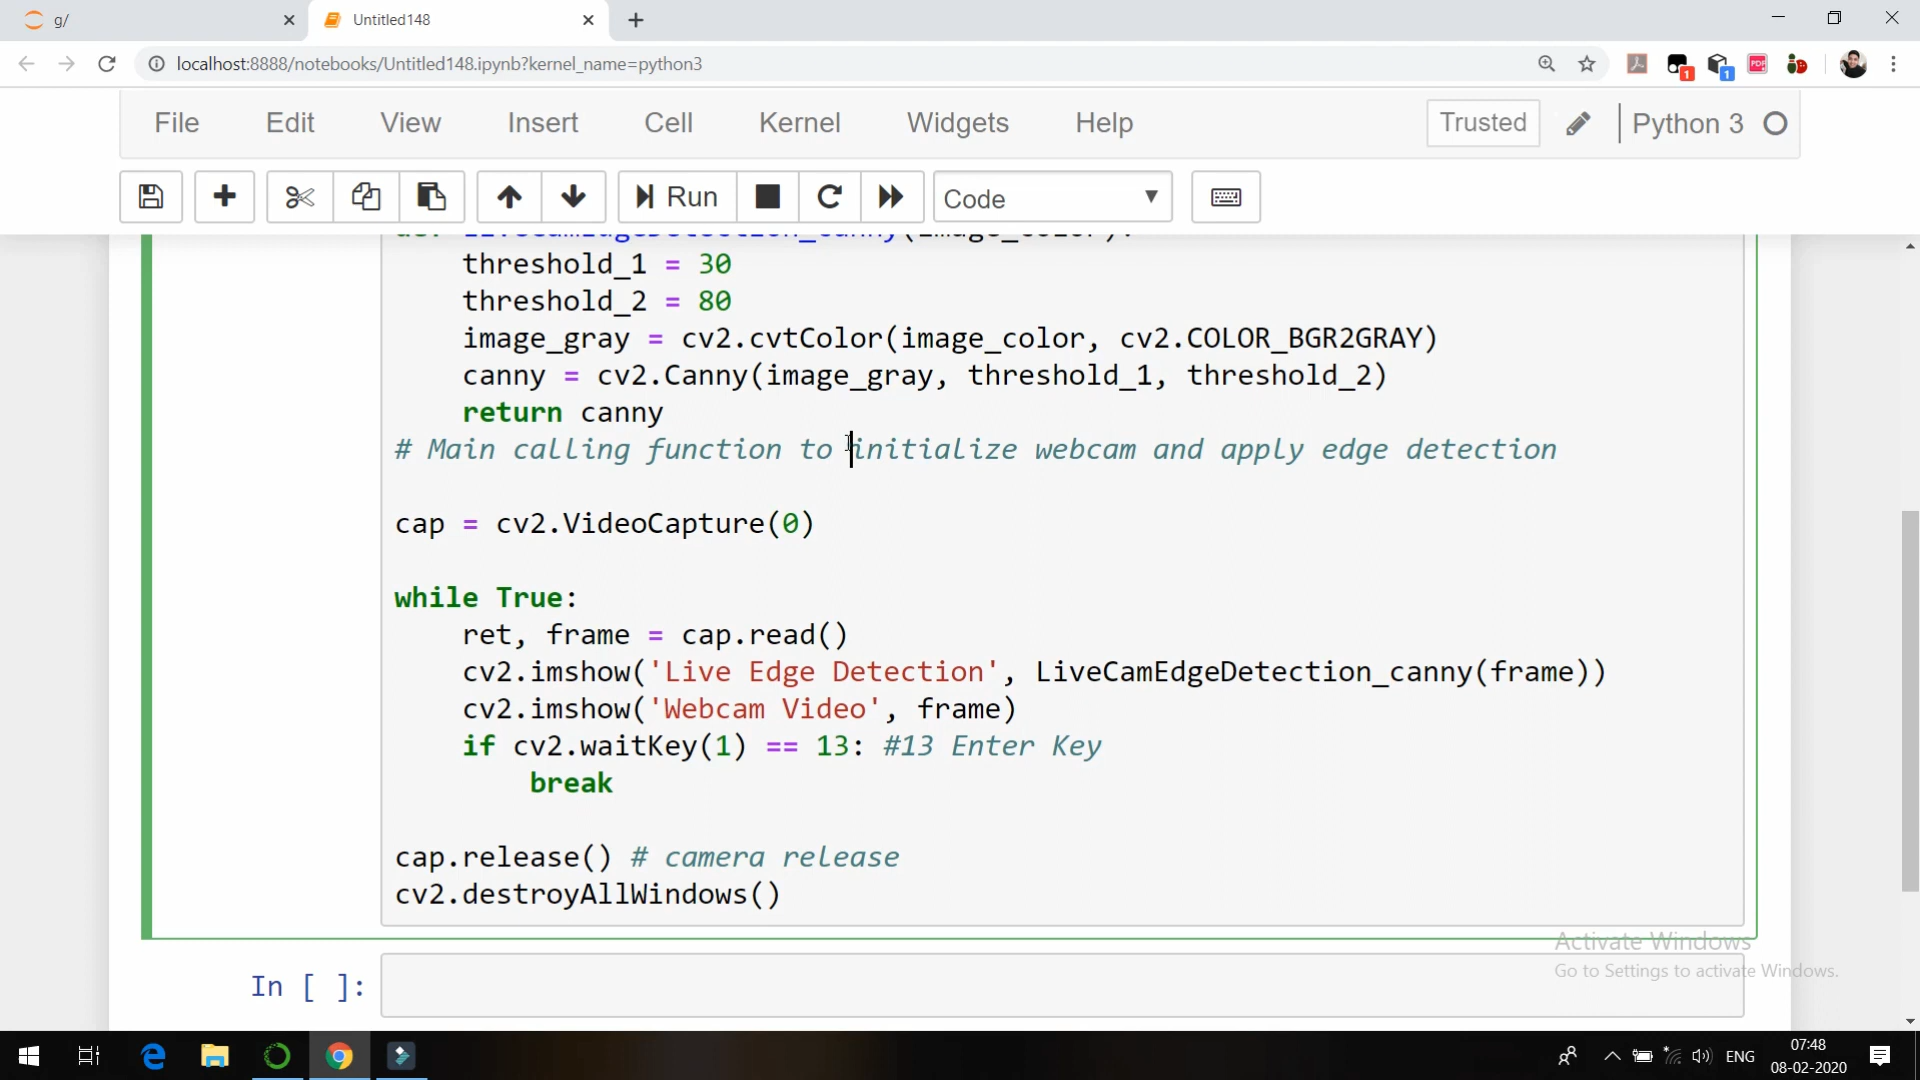 g/
Untitled148
localhost:8888/notebooks/Untitled148.ipynb?kernel_name=python3
1
1
PDF
File Edit View Insert Cell Kernel Widgets Help
Trusted
Python 3
Run
Code
threshold_1 = 30
threshold_2 = 80
image_gray = cv2.cvtColor(image_color, cv2.COLOR_BGR2GRAY)
canny = cv2.Canny(image_gray, threshold_1, threshold_2)
return canny
# Main calling function to initialize webcam and apply edge detection
cap = cv2.VideoCapture(0)
while True:
ret, frame = cap.read()
cv2.imshow('Live Edge Detection', LiveCamEdgeDetection_canny(frame))
cv2.imshow('Webcam Video', frame)
if cv2.waitKey(1) == 13: #13 Enter Key
break
cap.release() # camera release
cv2.destroyAllWindows()
Activate Windows
Go to Settings to activate Windows.
In [ ]:
ENG
07:48
08-02-2020